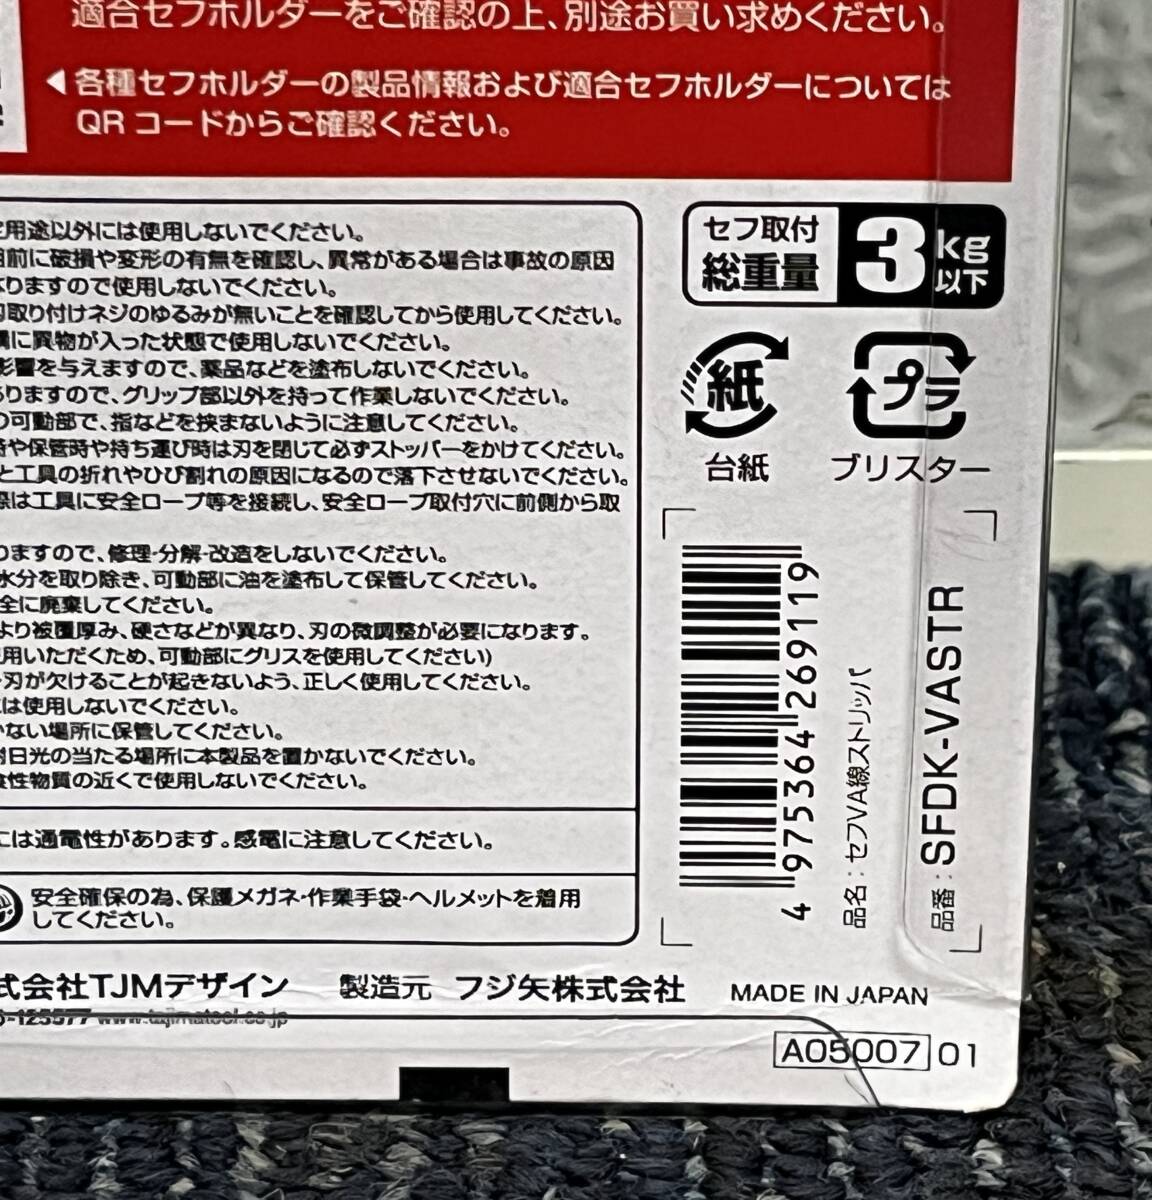 適合セフホルダーをご確認の上、別途お買い求めください。
◀各種セフホルダーの製品情報および適合セフホルダーについては
QRコードからご確認ください。
用途以外には使用しないでください。
前に破損や変形の有無を確認し、異常がある場合は事故の原因
なりますので使用しないでください。
取り付けネジのゆるみが無いことを確認してから使用してください。
に異物が入った状態で使用しないでください。
影響を与えますので、薬品などを塗布しないでください。
ありますので、グリップ部以外を持って作業しないでください。
の可動部で、指などを挟まないように注意してください。
時や保管時や持ち運び時は刃を閉じて必ずストッパーをかけてください。
と工具の折れやひび割れの原因になるので落下させないでください。
際は工具に安全ロープ等を接続し、安全ロープ取付穴に前側から取
りますので、修理・分解・改造をしないでください。
水分を取り除き、可動部に油を塗布して保管してください。
全に廃棄してください。
より被覆厚み、硬さなどが異なり、刃の微調整が必要になります。
用いただくため、可動部にグリスを使用してください)
刃が欠けることが起きないよう、正しく使用してください。
は使用しないでください。
かない場所に保管してください。
日光の当たる場所に本製品を置かないでください。
性物質の近くで使用しないでください。
には通電性があります。感電に注意してください。
安全確保の為、保護メガネ・作業手袋・ヘルメットを着用
してください。
セフ取付
総重量
3kg
以下
紙
台紙
プラ
ブリスター
4975364269119
品名：セフVA線ストリッパ
品番：SFDK-VASTR
式会社TJMデザイン
製造元 フジ矢株式会社
MADE IN JAPAN
-125577 www.tajimatool.co.jp
A05007 01